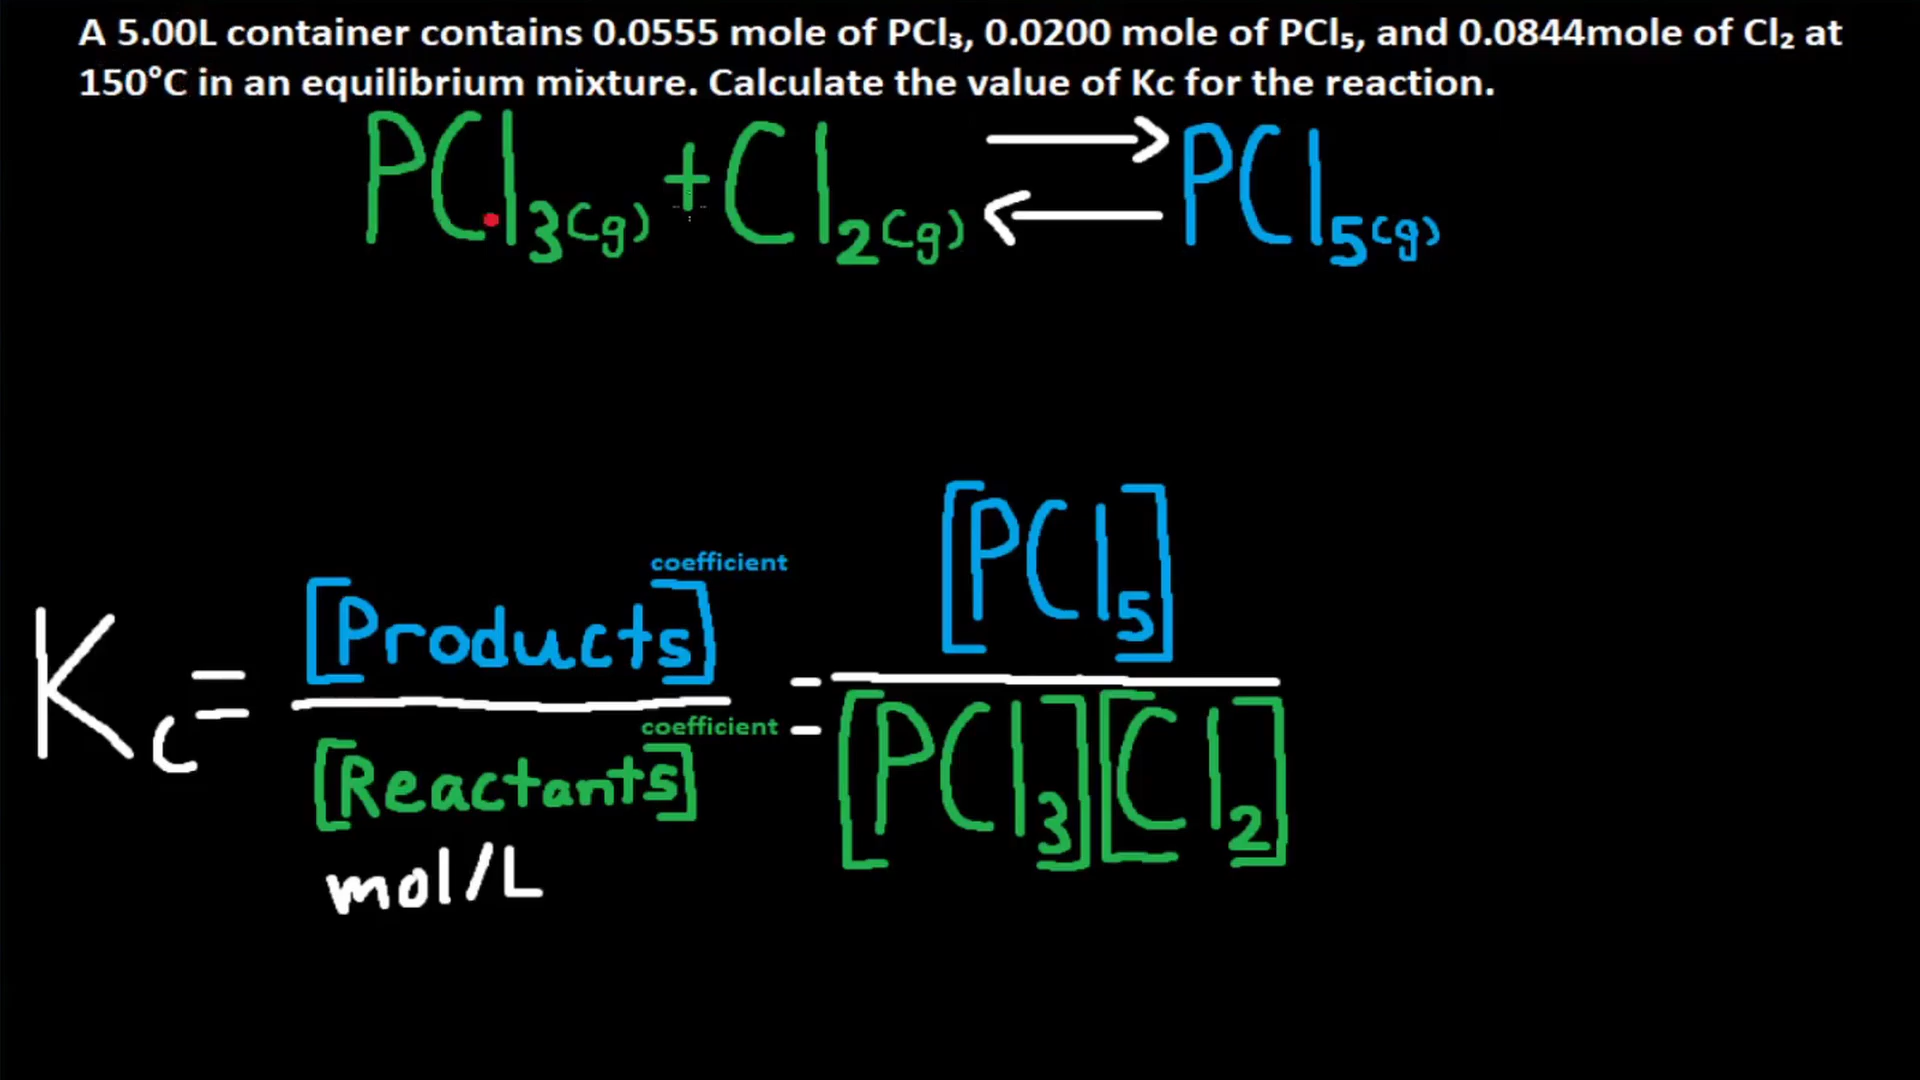 A 5.00L container contains 0.0555 mole of PCl₃, 0.0200 mole of PCl₅, and 0.0844mole of Cl₂ at
150°C in an equilibrium mixture. Calculate the value of Kc for the reaction.
PCl₃(g) + Cl₂(g) ⇌ PCl₅(g)
coefficient
[PCl₅]
[Products]
Kc = =
coefficient
[Reactants]
[PCl₃][Cl₂]
mol/L